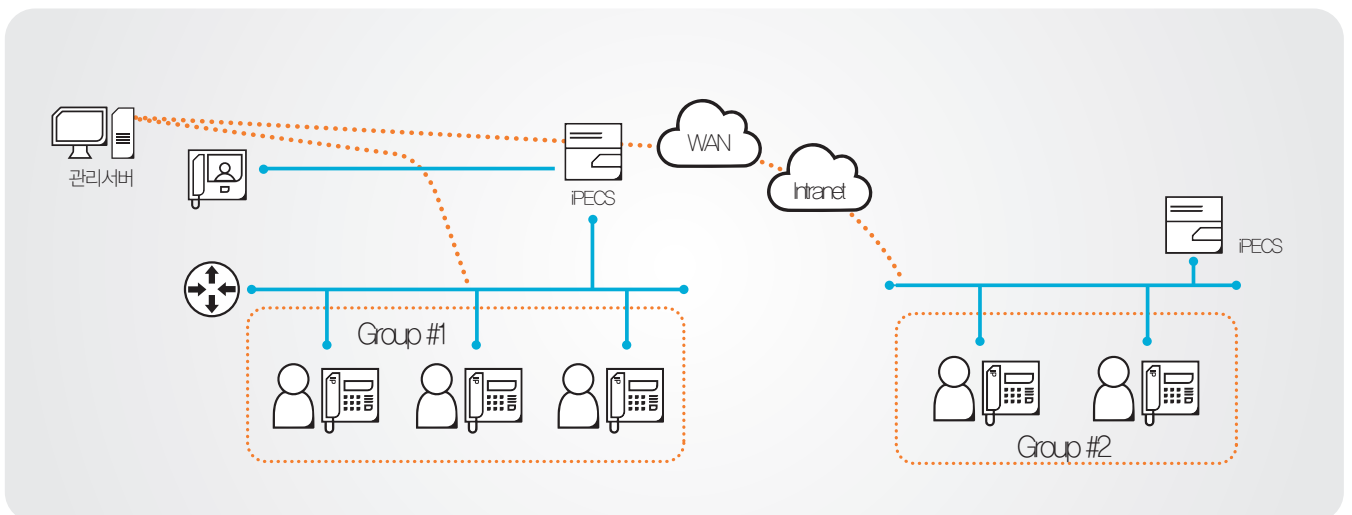 WAN
관리서버
Intranet
iPECS
iPECS
Group #1
Group #2